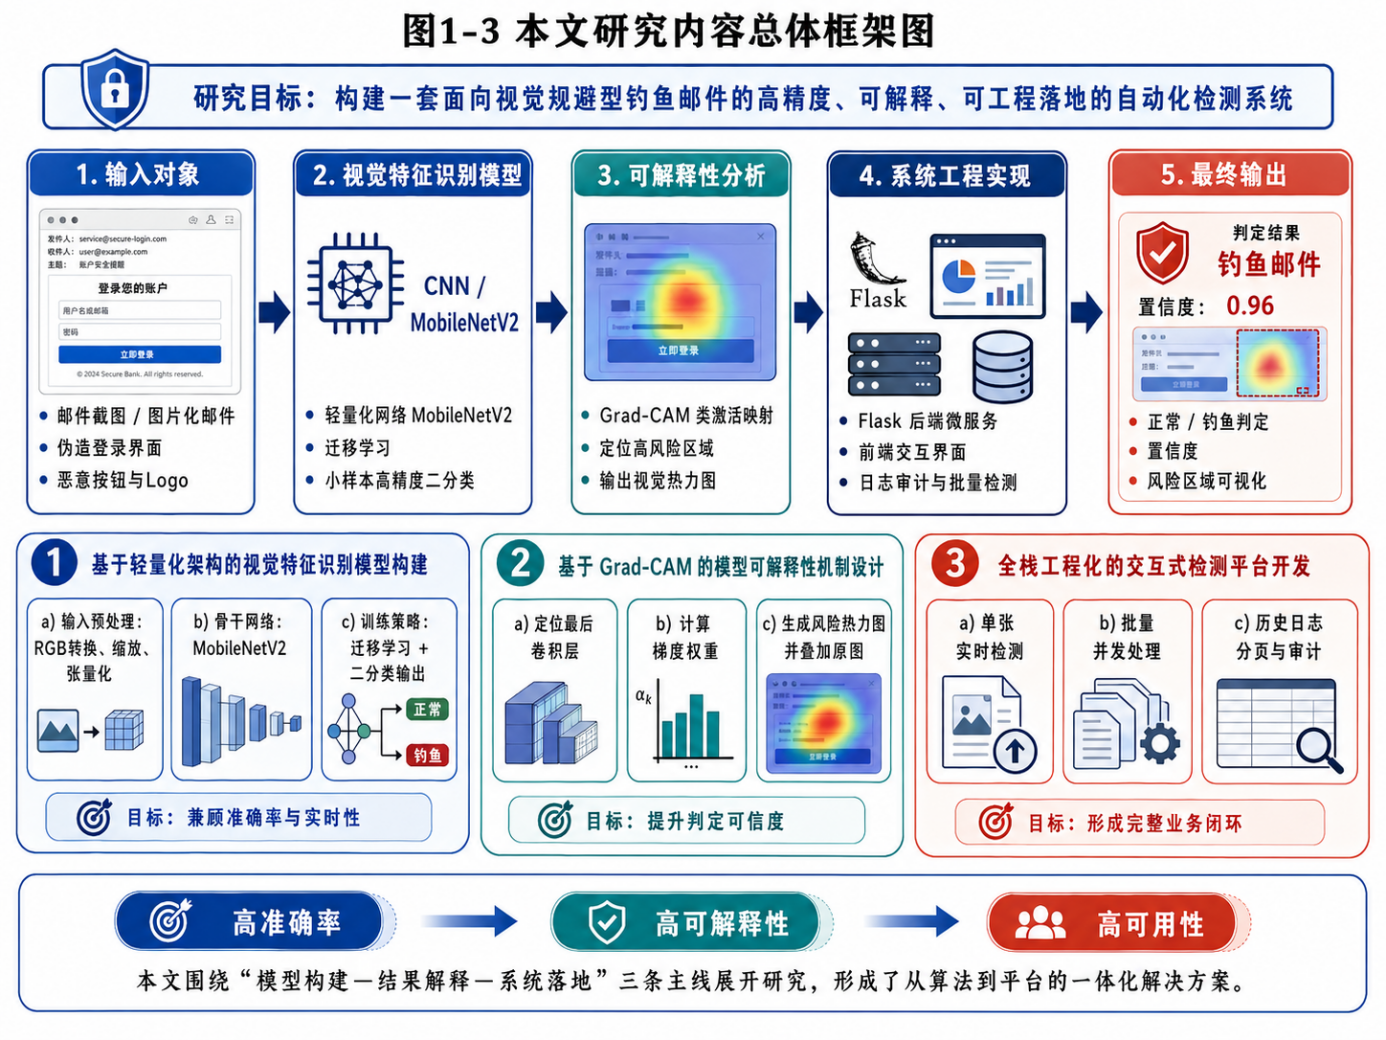 图1-3 本文研究内容总体框架图
研究目标：构建一套面向视觉规避型钓鱼邮件的高精度、可解释、可工程落地的自动化检测系统
1. 输入对象
发件人：service@secure-login.com
收件人：user@example.com
主题：账户安全提醒
登录您的账户
用户名或邮箱
密码
立即登录
© 2024 Secure Bank. All rights reserved.
• 邮件截图 / 图片化邮件
• 伪造登录界面
• 恶意按钮与Logo
2. 视觉特征识别模型
CNN /
MobileNetV2
• 轻量化网络 MobileNetV2
• 迁移学习
• 小样本高精度二分类
3. 可解释性分析
立即登录
• Grad-CAM 类激活映射
• 定位高风险区域
• 输出视觉热力图
4. 系统工程实现
Flask
• Flask 后端微服务
• 前端交互界面
• 日志审计与批量检测
5. 最终输出
判定结果
钓鱼邮件
置信度： 0.96
• 正常 / 钓鱼判定
• 置信度
• 风险区域可视化
1 基于轻量化架构的视觉特征识别模型构建
a) 输入预处理：
RGB转换、缩放、
张量化
b) 骨干网络：
MobileNetV2
c) 训练策略：
迁移学习 +
二分类输出
正常
钓鱼
目标：兼顾准确率与实时性
2 基于 Grad-CAM 的模型可解释性机制设计
a) 定位最后
卷积层
b) 计算
梯度权重
αk
...
c) 生成风险热力图
并叠加原图
立即登录
目标：提升判定可信度
3 全栈工程化的交互式检测平台开发
a) 单张
实时检测
b) 批量
并发处理
c) 历史日志
分页与审计
目标：形成完整业务闭环
高准确率
高可解释性
高可用性
本文围绕“模型构建—结果解释—系统落地”三条主线展开研究，形成了从算法到平台的一体化解决方案。